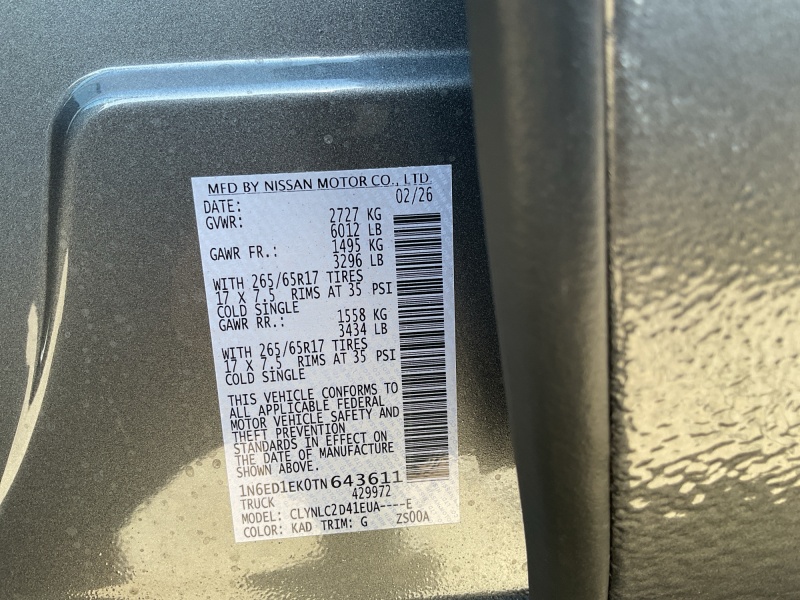 MFD BY NISSAN MOTOR CO., LTD.
DATE: 02/26
GVWR: 2727 KG
6012 LB
GAWR FR.: 1495 KG
3296 LB
WITH 265/65R17 TIRES
17 X 7.5 RIMS AT 35 PSI
COLD SINGLE
GAWR RR.: 1558 KG
3434 LB
WITH 265/65R17 TIRES
17 X 7.5 RIMS AT 35 PSI
COLD SINGLE
THIS VEHICLE CONFORMS TO
ALL APPLICABLE FEDERAL
MOTOR VEHICLE SAFETY AND
THEFT PREVENTION
STANDARDS IN EFFECT ON
THE DATE OF MANUFACTURE
SHOWN ABOVE.
1N6ED1EK0TN643611
TRUCK 429972
MODEL: CLYNLC2D41EUA----E
COLOR: KAD TRIM: G ZS00A